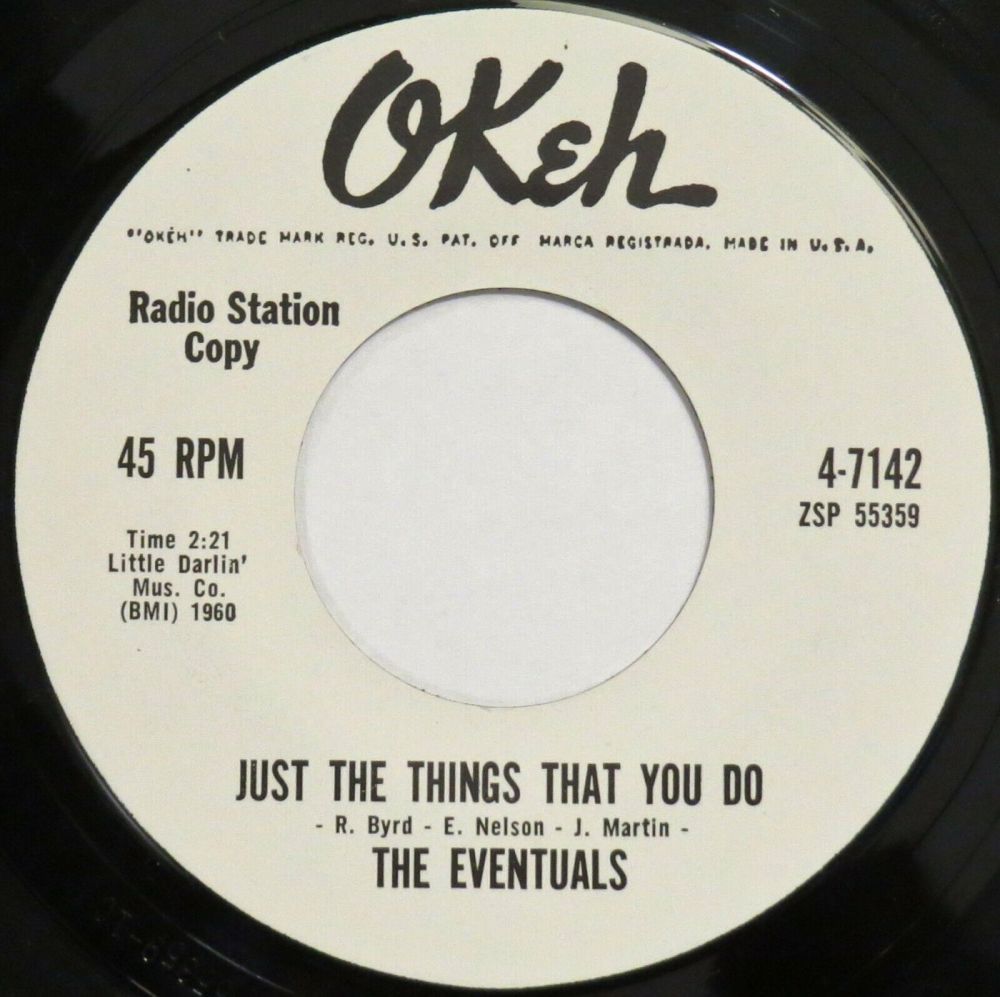 OKeh
"OKĒH" TRADE MARK REG. U.S. PAT. OFF MARCA REGISTRADA. MADE IN U.S.A.
Radio Station
Copy
45 RPM
4-7142
ZSP 55359
Time 2:21
Little Darlin'
Mus. Co.
(BMI) 1960
JUST THE THINGS THAT YOU DO
- R. Byrd - E. Nelson - J. Martin -
THE EVENTUALS